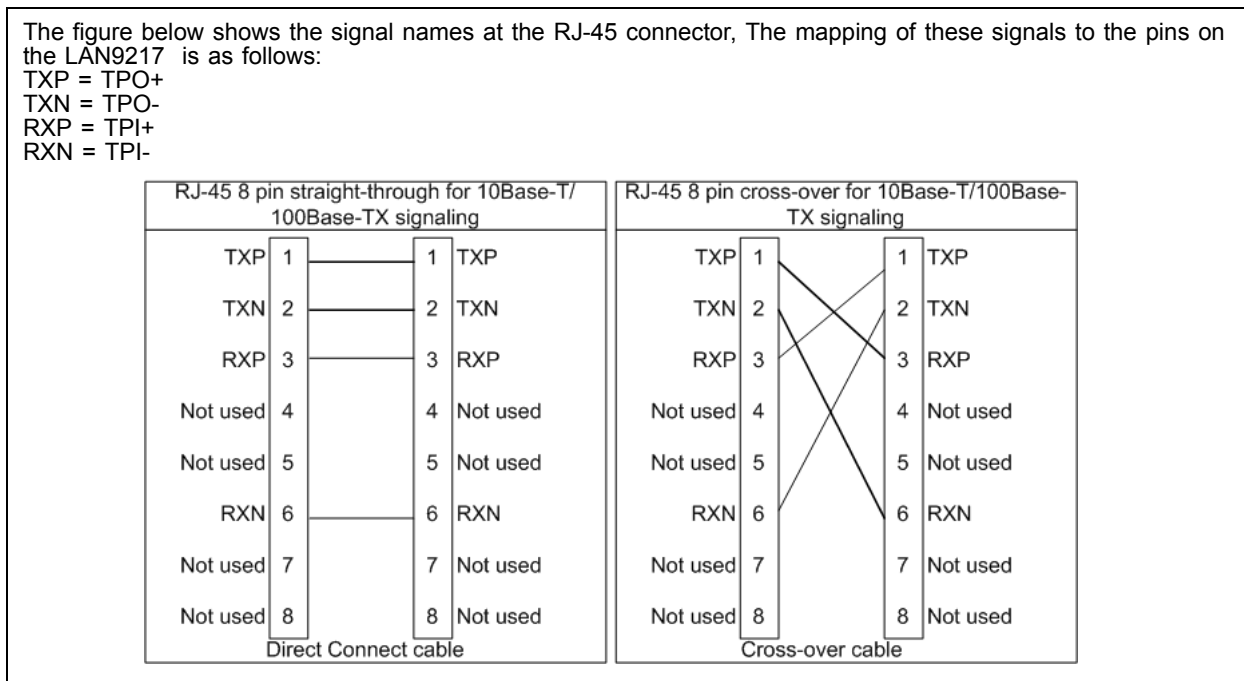 The figure below shows the signal names at the RJ-45 connector, The mapping of these signals to the pins on
the LAN9217 is as follows:
TXP = TPO+
TXN = TPO-
RXP = TPI+
RXN = TPI-
RJ-45 8 pin straight-through for 10Base-T/
100Base-TX signaling
TXP 1 1 TXP
TXN 2 2 TXN
RXP 3 3 RXP
Not used 4 4 Not used
Not used 5 5 Not used
RXN 6 6 RXN
Not used 7 7 Not used
Not used 8 8 Not used
Direct Connect cable
RJ-45 8 pin cross-over for 10Base-T/100Base-
TX signaling
TXP 1 1 TXP
TXN 2 2 TXN
RXP 3 3 RXP
Not used 4 4 Not used
Not used 5 5 Not used
RXN 6 6 RXN
Not used 7 7 Not used
Not used 8 8 Not used
Cross-over cable